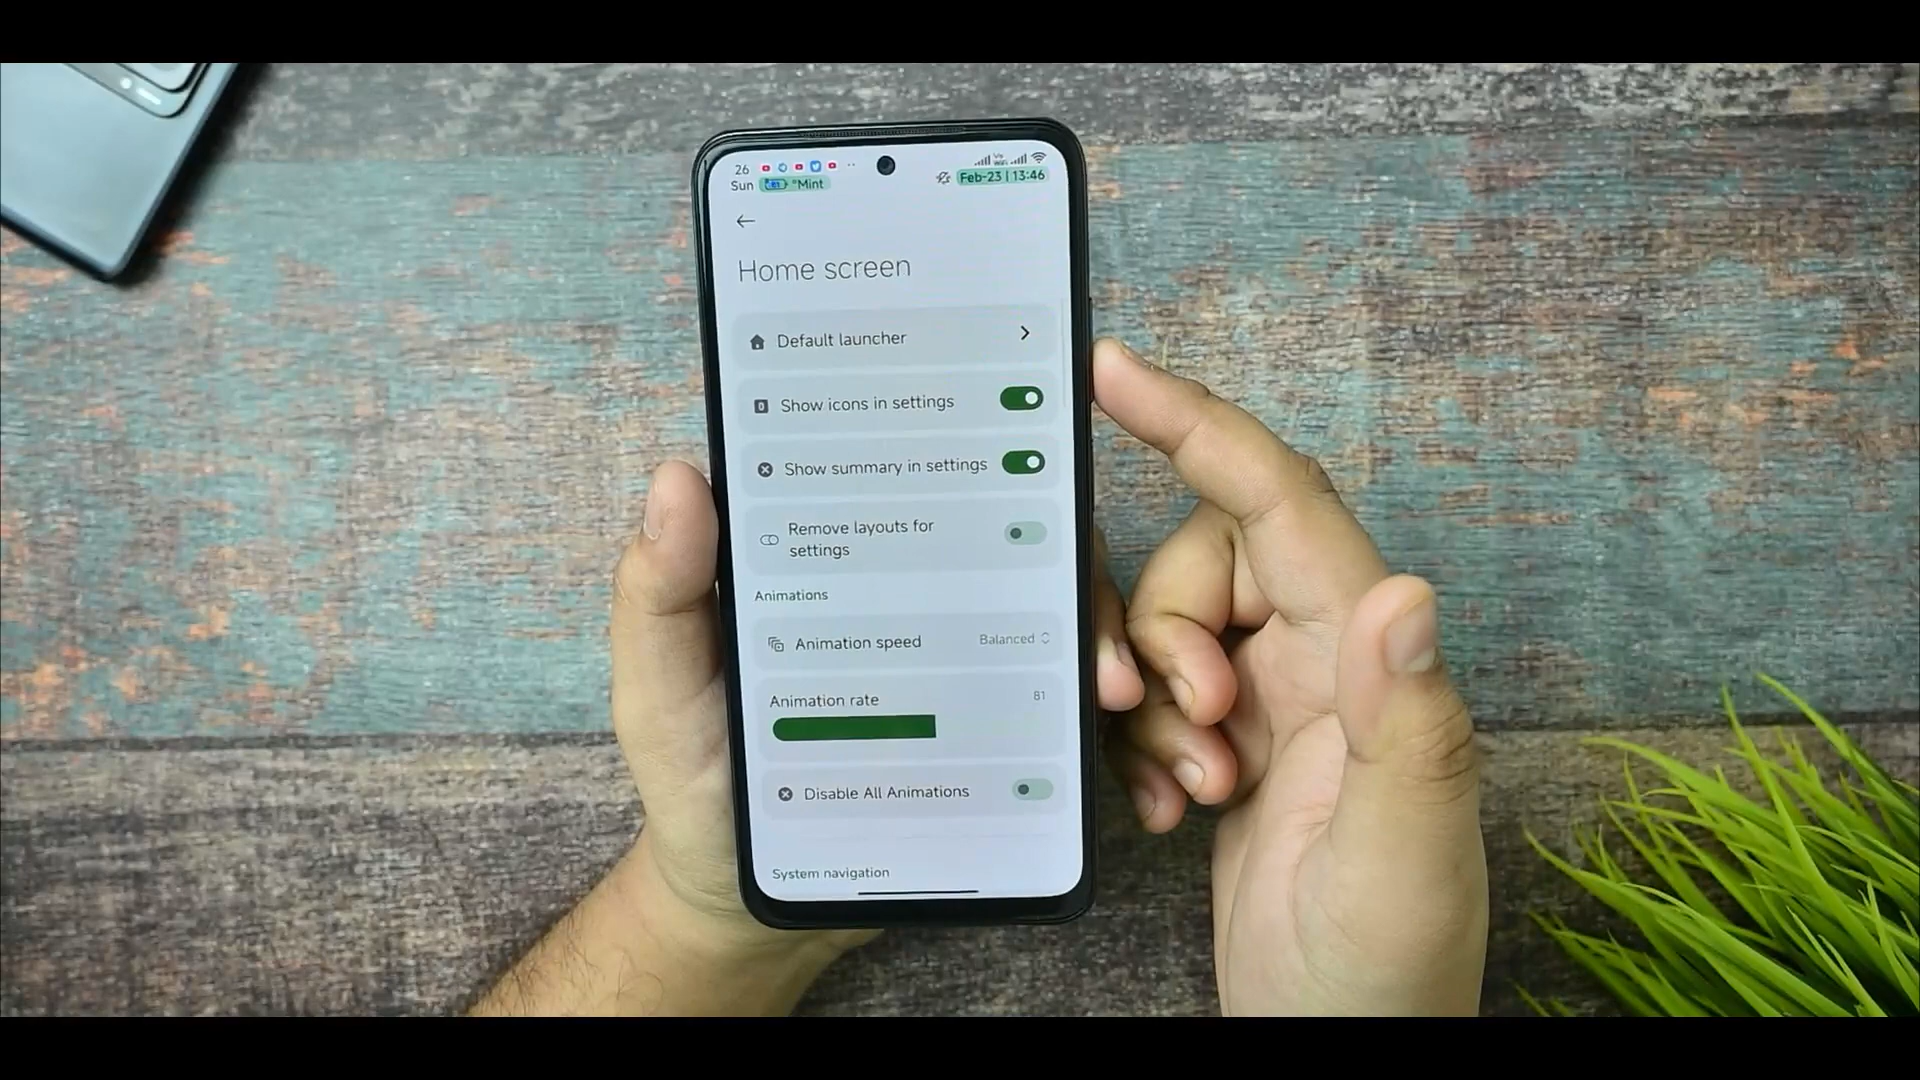 26
Sun
°Mint
Feb-23 | 13:46
Home screen
Default launcher
Show icons in settings
Show summary in settings
Remove layouts for
settings
Animations
Animation speed
Balanced
Animation rate
81
Disable All Animations
System navigation